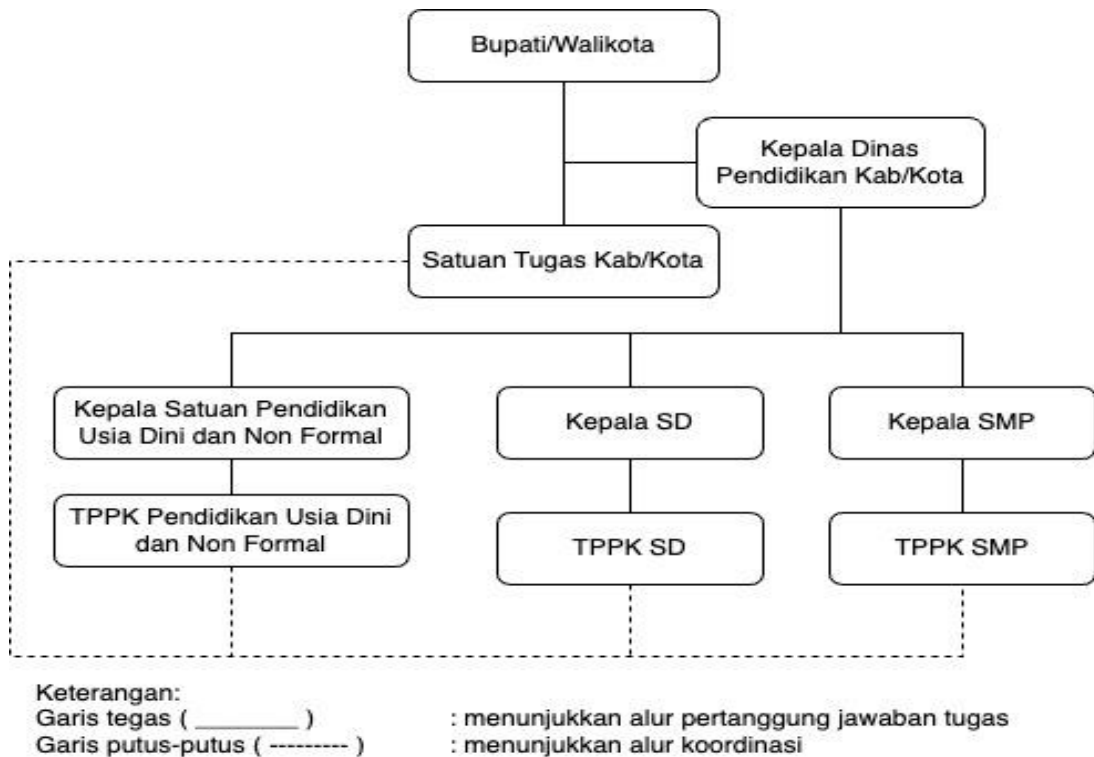 Bupati/Walikota
Kepala Dinas
Pendidikan Kab/Kota
Satuan Tugas Kab/Kota
Kepala Satuan Pendidikan
Usia Dini dan Non Formal
Kepala SD
Kepala SMP
TPPK Pendidikan Usia Dini
dan Non Formal
TPPK SD
TPPK SMP
Keterangan:
Garis tegas ( ________ ) : menunjukkan alur pertanggung jawaban tugas
Garis putus-putus ( --------- ) : menunjukkan alur koordinasi